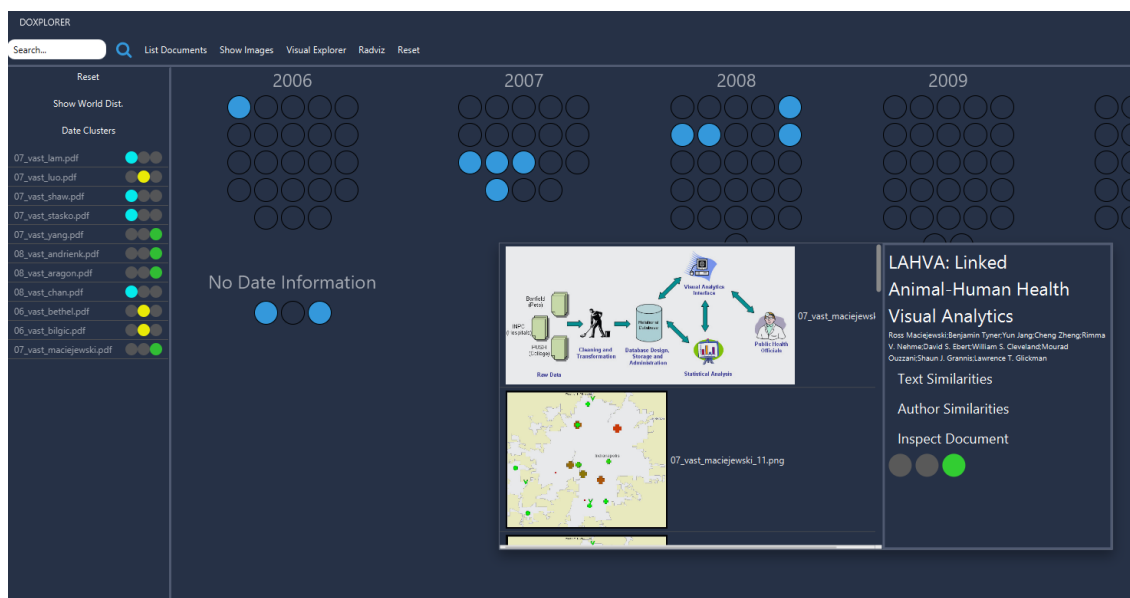 DOXPLORER
Search...
List Documents
Show Images
Visual Explorer
Radviz
Reset
Reset
Show World Dist.
Date Clusters
07_vast_lam.pdf
07_vast_luo.pdf
07_vast_shaw.pdf
07_vast_stasko.pdf
07_vast_yang.pdf
08_vast_andrienk.pdf
08_vast_aragon.pdf
08_vast_chan.pdf
06_vast_bethel.pdf
06_vast_bilgic.pdf
07_vast_maciejewski.pdf
2006
2007
2008
2009
No Date Information
Visual Analytics
Interface
Banfield
(Pets)
(Hospitals)
(College)
Raw Data
Cleaning and
Transformation
Database Design,
Storage and
Administration
Statistical Analysis
Public Health
Officials
07_vast_maciejewsk
07_vast_maciejewski_11.png
LAHVA: Linked
Animal-Human Health
Visual Analytics
Ross Maciejewski;Benjamin Tyner;Yun Jang;Cheng Zheng;Rimma
V. Nehme;David S. Ebert;William S. Cleveland;Mourad
Ouzzani;Shaun J. Grannis;Lawrence T. Glickman
Text Similarities
Author Similarities
Inspect Document